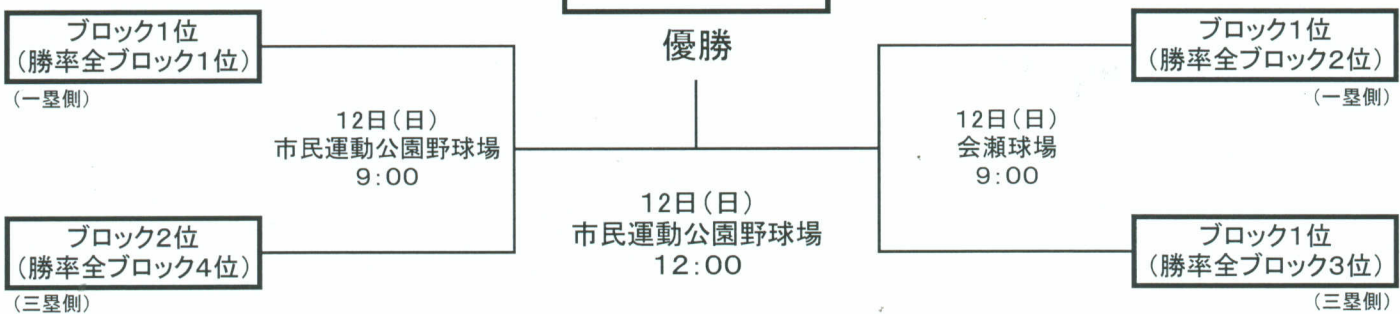 優勝
ブロック1位
(勝率全ブロック1位)
(一塁側)
12日(日)
市民運動公園野球場
9:00
ブロック2位
(勝率全ブロック4位)
(三塁側)
12日(日)
市民運動公園野球場
12:00
ブロック1位
(勝率全ブロック2位)
(一塁側)
12日(日)
会瀬球場
9:00
ブロック1位
(勝率全ブロック3位)
(三塁側)